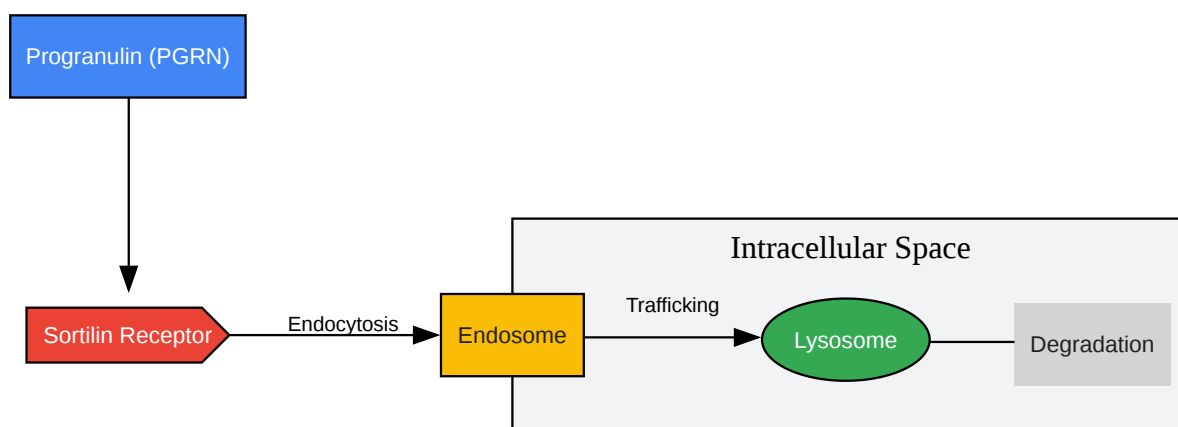 Progranulin (PGRN)
Intracellular Space
Sortilin Receptor
Endocytosis
Endosome
Trafficking
Lysosome
Degradation